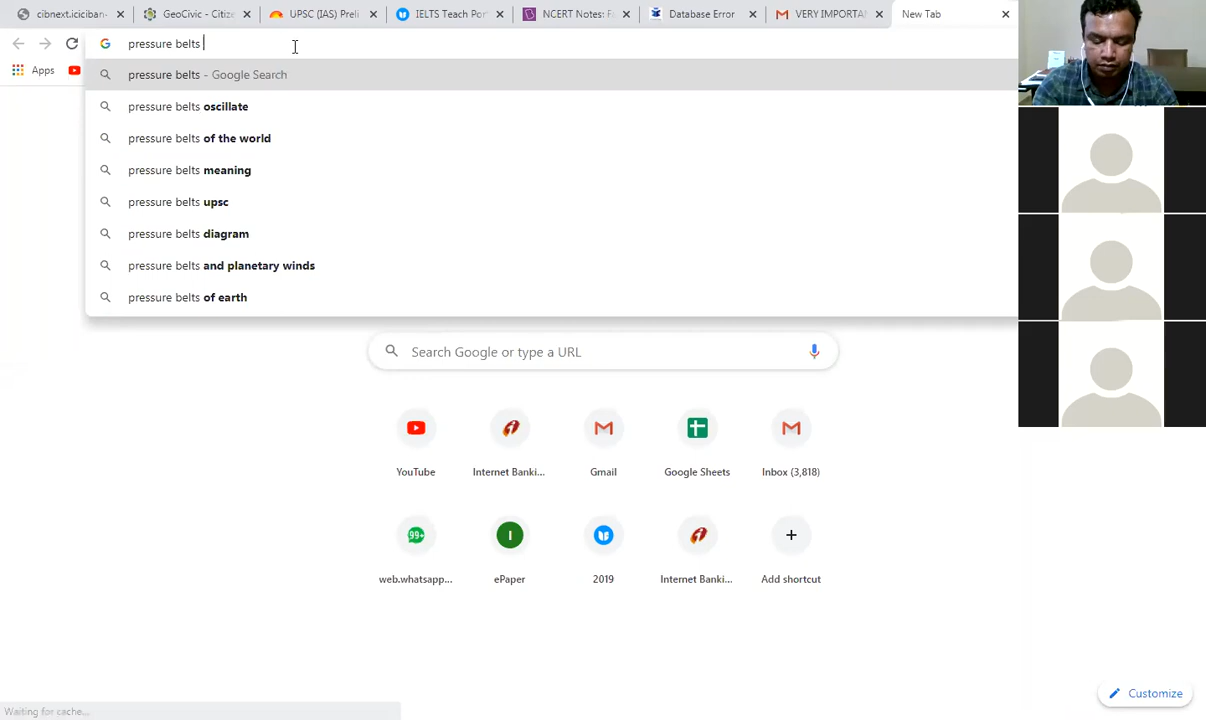 cibnext.iciciban
GeoCivic - Citize
UPSC (IAS) Preli
IELTS Teach Por
NCERT Notes: F
Database Error
VERY IMPORTAN
New Tab
pressure belts
Apps
pressure belts - Google Search
pressure belts oscillate
pressure belts of the world
pressure belts meaning
pressure belts upsc
pressure belts diagram
pressure belts and planetary winds
pressure belts of earth
Search Google or type a URL
YouTube
Internet Banki...
Gmail
Google Sheets
Inbox (3,818)
99+
I
web.whatsapp...
ePaper
2019
Internet Banki...
Add shortcut
Customize
Waiting for cache...